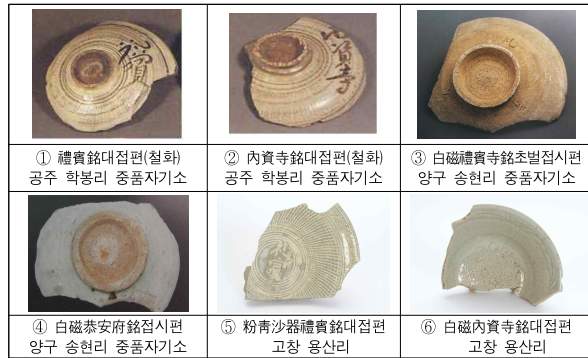 禮賓
內資寺
① 禮賓銘대접편(철화)
공주 학봉리 중품자기소
② 內資寺銘대접편(철화)
공주 학봉리 중품자기소
③ 白磁禮賓寺銘초벌접시편
양구 송현리 중품자기소
④ 白磁恭安府銘접시편
양구 송현리 중품자기소
⑤ 粉靑沙器禮賓銘대접편
고창 용산리
⑥ 白磁內資寺銘대접편
고창 용산리